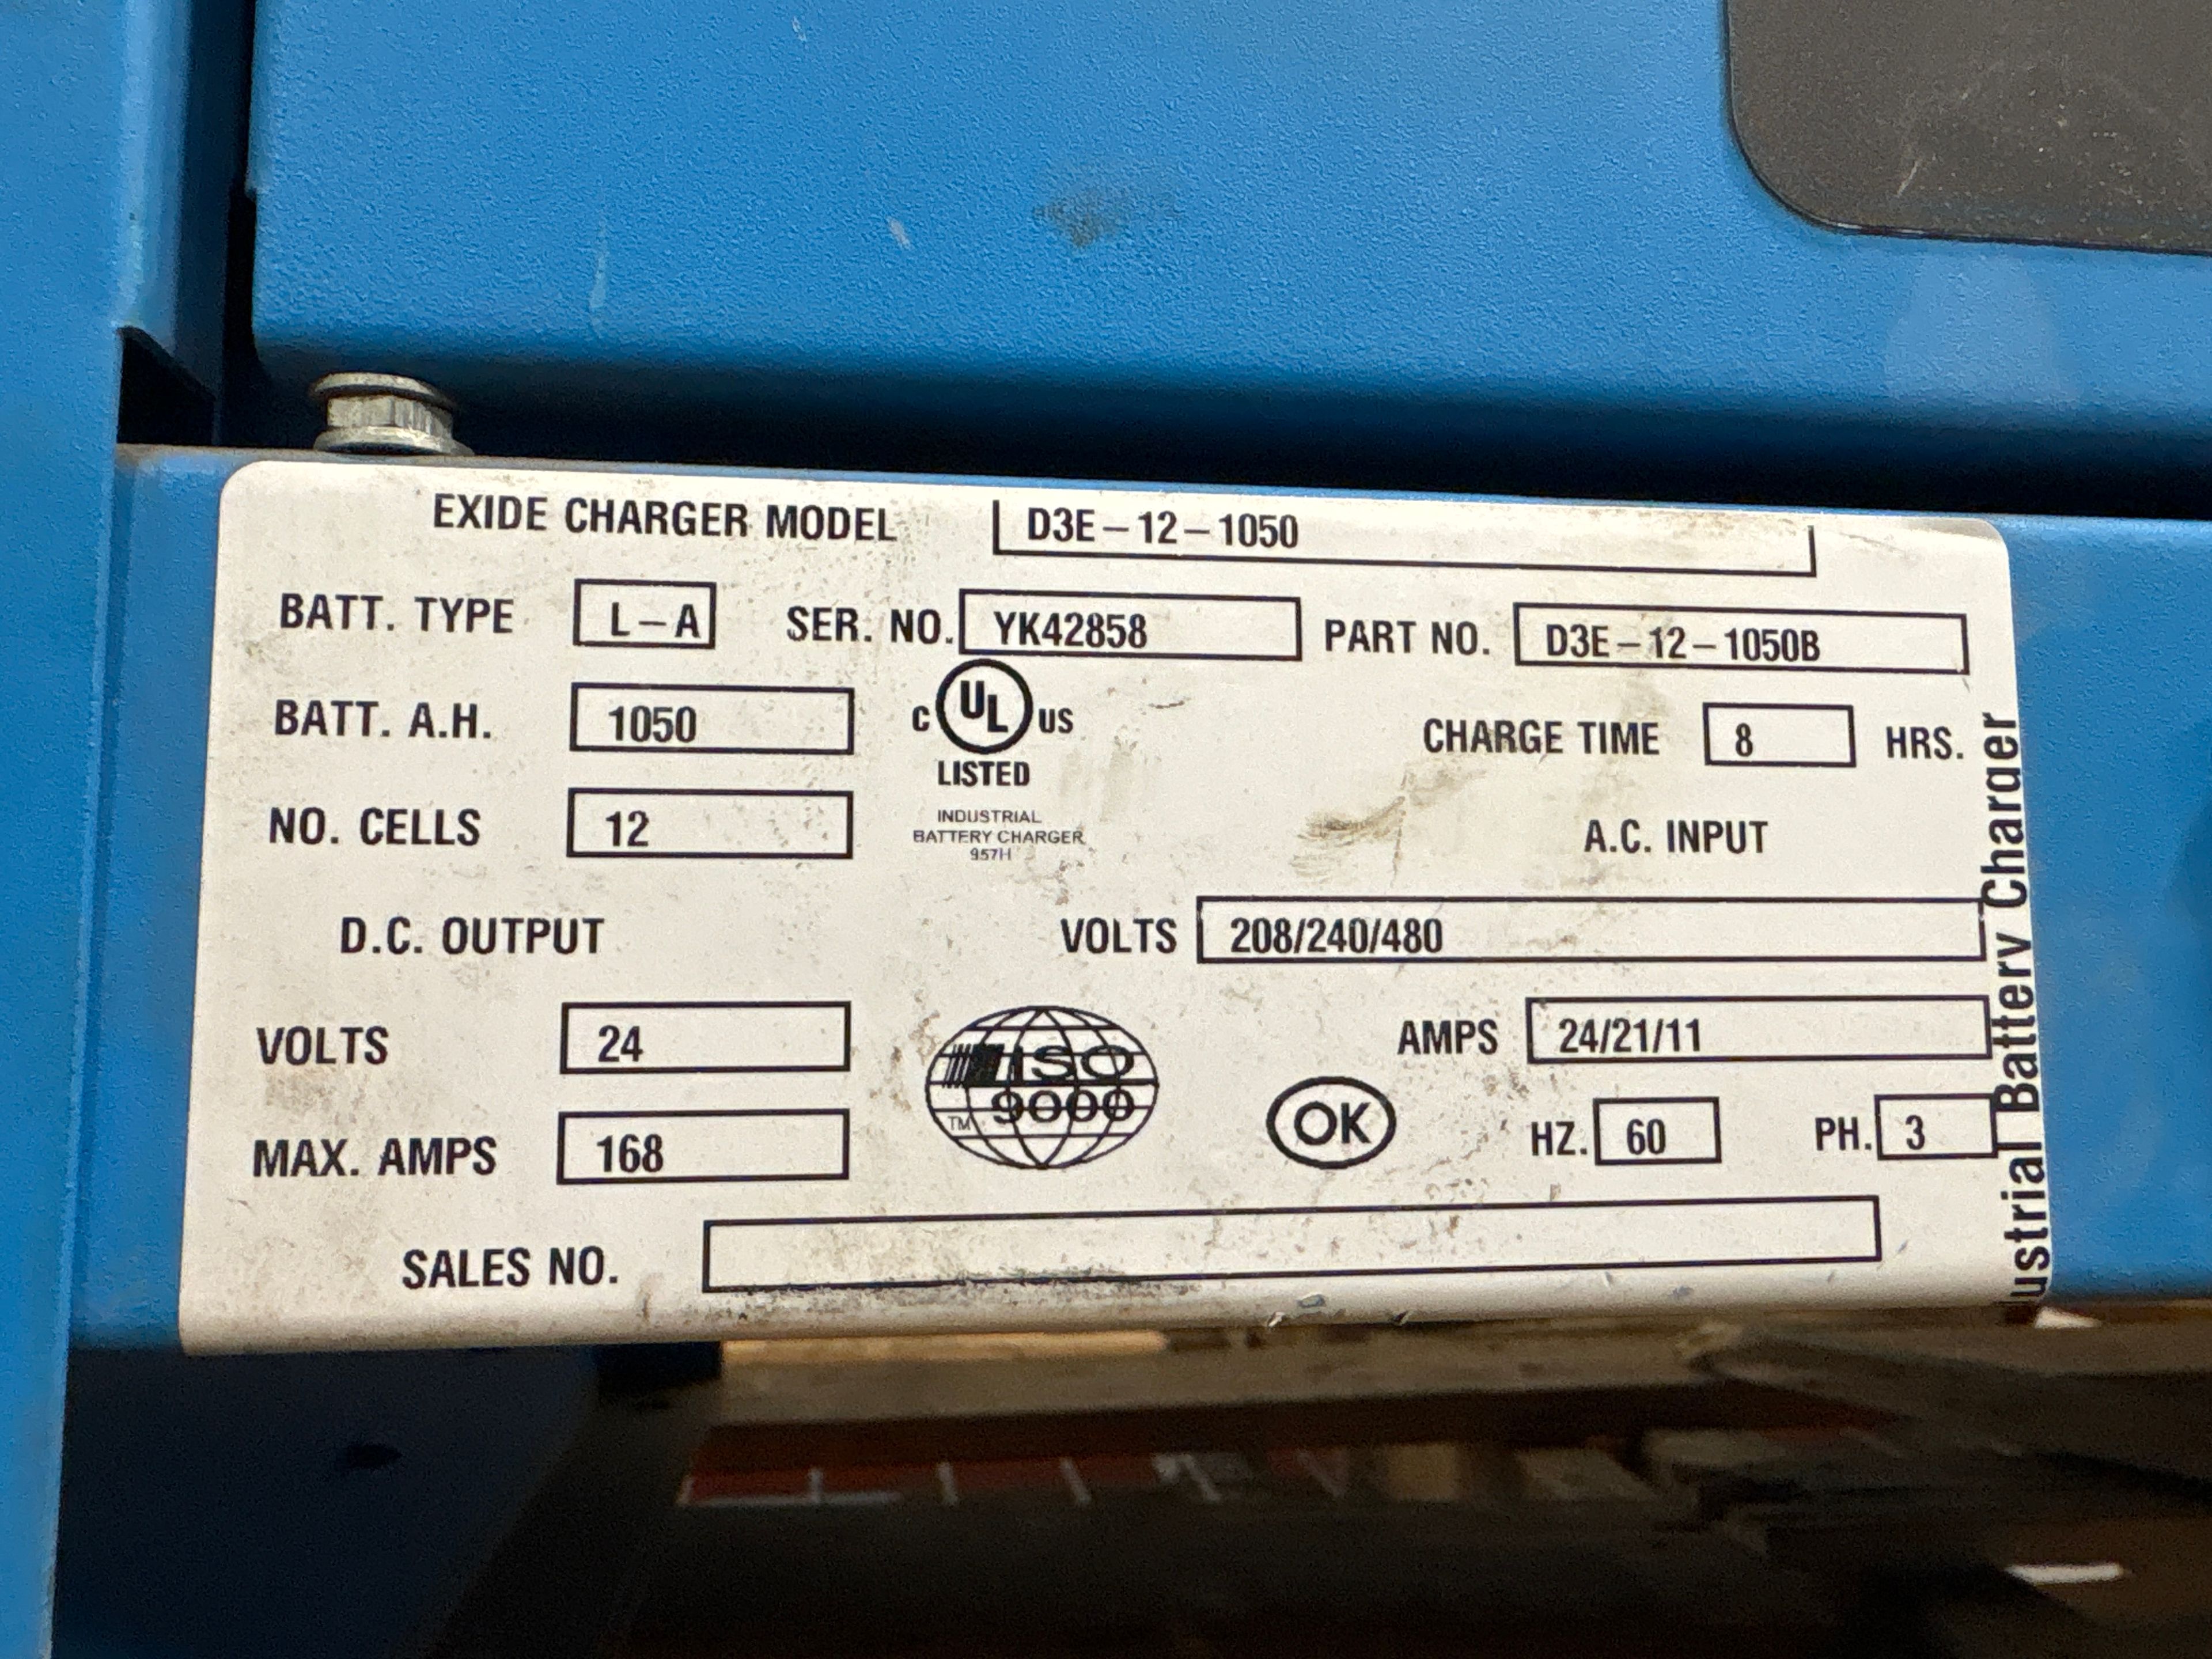 EXIDE CHARGER MODEL D3E-12-1050
BATT. TYPE L-A SER. NO. YK42858 PART NO. D3E-12-1050B
BATT. A.H. 1050 C UL US CHARGE TIME 8 HRS.
LISTED
NO. CELLS 12 INDUSTRIAL
BATTERY CHARGER
957H
A.C. INPUT
D.C. OUTPUT VOLTS 208/240/480
VOLTS 24 ISO
9000
TM
AMPS 24/21/11
MAX. AMPS 168 OK HZ. 60 PH. 3
SALES NO.
ustrial Battery Charger